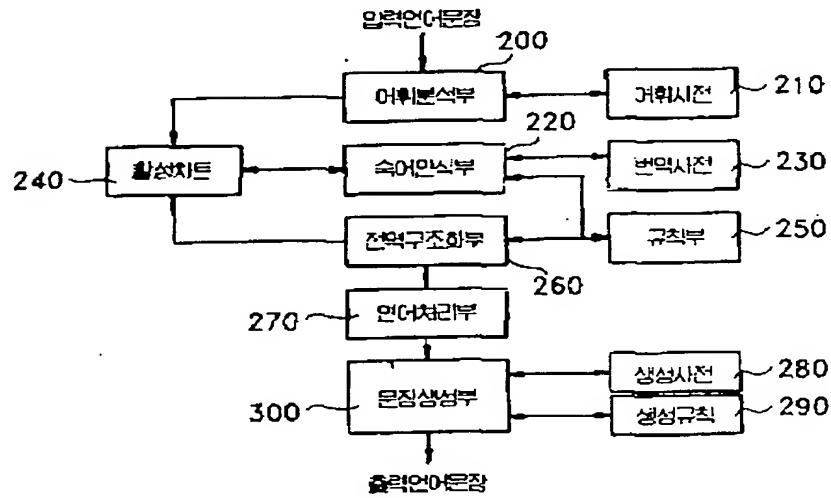 입력언어문장
200
어휘분석부
어휘사전
210
220
240
활성차트
숙어인식부
번역사전
230
전역구조화부
규칙부
250
260
270
연어처리부
생성사전
280
300
문장생성부
생성규칙
290
출력언어문장